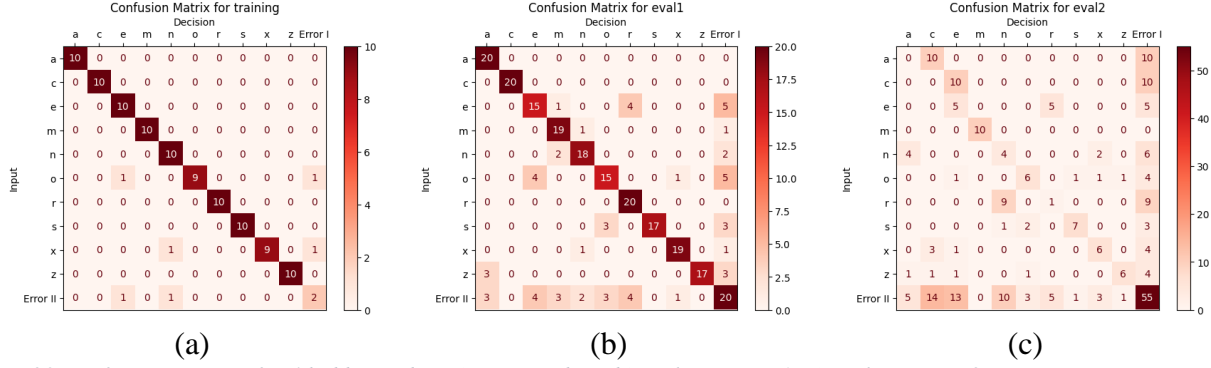 Confusion Matrix for training
Decision
a c e m n o r s x z Error I
Input
a 10 0 0 0 0 0 0 0 0 0 0
c 0 10 0 0 0 0 0 0 0 0 0
e 0 0 10 0 0 0 0 0 0 0 0
m 0 0 0 10 0 0 0 0 0 0 0
n 0 0 0 0 10 0 0 0 0 0 0
o 0 0 1 0 0 9 0 0 0 0 1
r 0 0 0 0 0 0 10 0 0 0 0
s 0 0 0 0 0 0 0 10 0 0 0
x 0 0 0 0 1 0 0 0 9 0 1
z 0 0 0 0 0 0 0 0 0 10 0
Error II 0 0 1 0 1 0 0 0 0 0 2
10
8
6
4
2
0
(a)
Confusion Matrix for eval1
Decision
a c e m n o r s x z Error I
Input
a 20 0 0 0 0 0 0 0 0 0 0
c 0 20 0 0 0 0 0 0 0 0 0
e 0 0 15 1 0 0 4 0 0 0 5
m 0 0 0 19 1 0 0 0 0 0 1
n 0 0 0 2 18 0 0 0 0 0 2
o 0 0 4 0 0 15 0 0 1 0 5
r 0 0 0 0 0 0 20 0 0 0 0
s 0 0 0 0 0 3 0 17 0 0 3
x 0 0 0 0 1 0 0 0 19 0 1
z 3 0 0 0 0 0 0 0 0 17 3
Error II 3 0 4 3 2 3 4 0 1 0 20
20.0
17.5
15.0
12.5
10.0
7.5
5.0
2.5
0.0
(b)
Confusion Matrix for eval2
Decision
a c e m n o r s x z Error I
Input
a 0 10 0 0 0 0 0 0 0 0 10
c 0 0 10 0 0 0 0 0 0 0 10
e 0 0 5 0 0 0 5 0 0 0 5
m 0 0 0 10 0 0 0 0 0 0 0
n 4 0 0 0 4 0 0 0 2 0 6
o 0 0 1 0 0 6 0 1 1 1 4
r 0 0 0 0 9 0 1 0 0 0 9
s 0 0 0 0 1 2 0 7 0 0 3
x 0 3 1 0 0 0 0 0 6 0 4
z 1 1 1 0 0 1 0 0 0 6 4
Error II 5 14 13 0 10 3 5 1 3 1 55
50
40
30
20
10
0
(c)